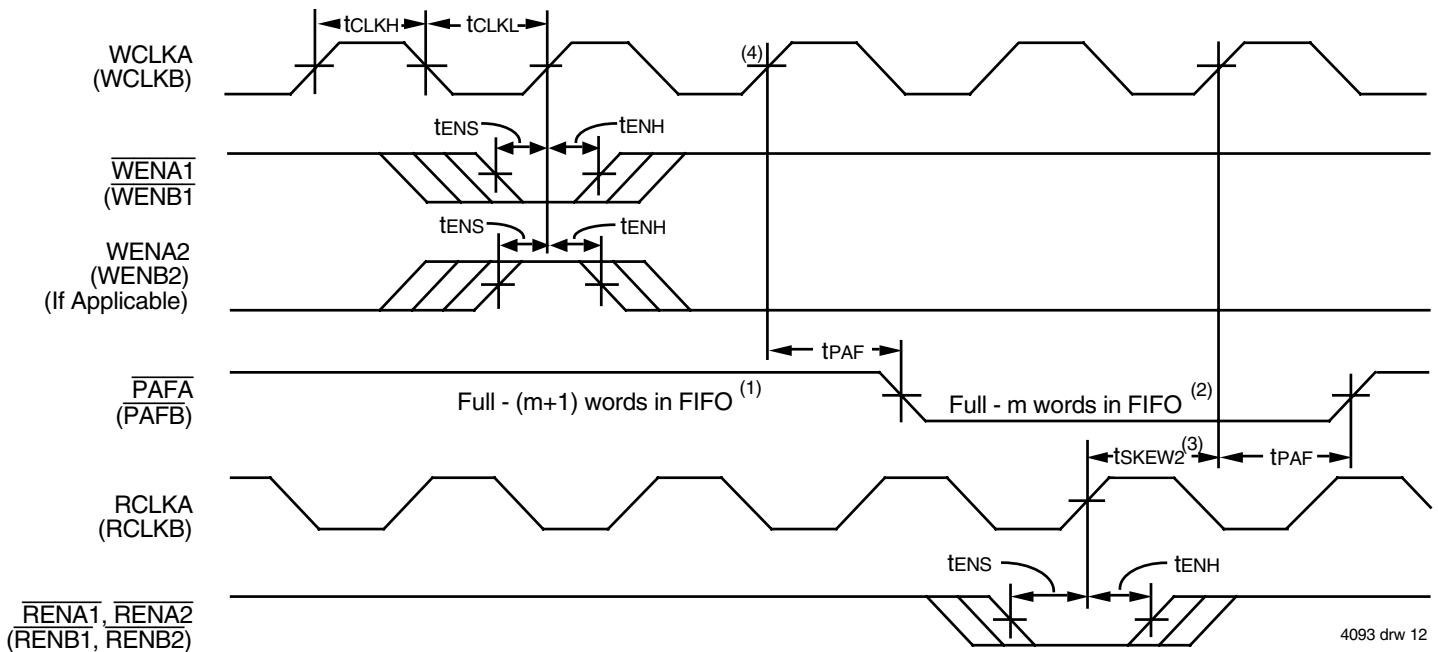 tCLKH
tCLKL
WCLKA
(WCLKB)
(4)
tENS
tENH
WENA1
(WENB1
tENS
tENH
WENA2
(WENB2)
(If Applicable)
tPAF
PAFA
(PAFB)
Full - (m+1) words in FIFO (1)
Full - m words in FIFO (2)
tSKEW2(3)
tPAF
RCLKA
(RCLKB)
tENS
tENH
RENA1, RENA2
(RENB1, RENB2)
4093 drw 12